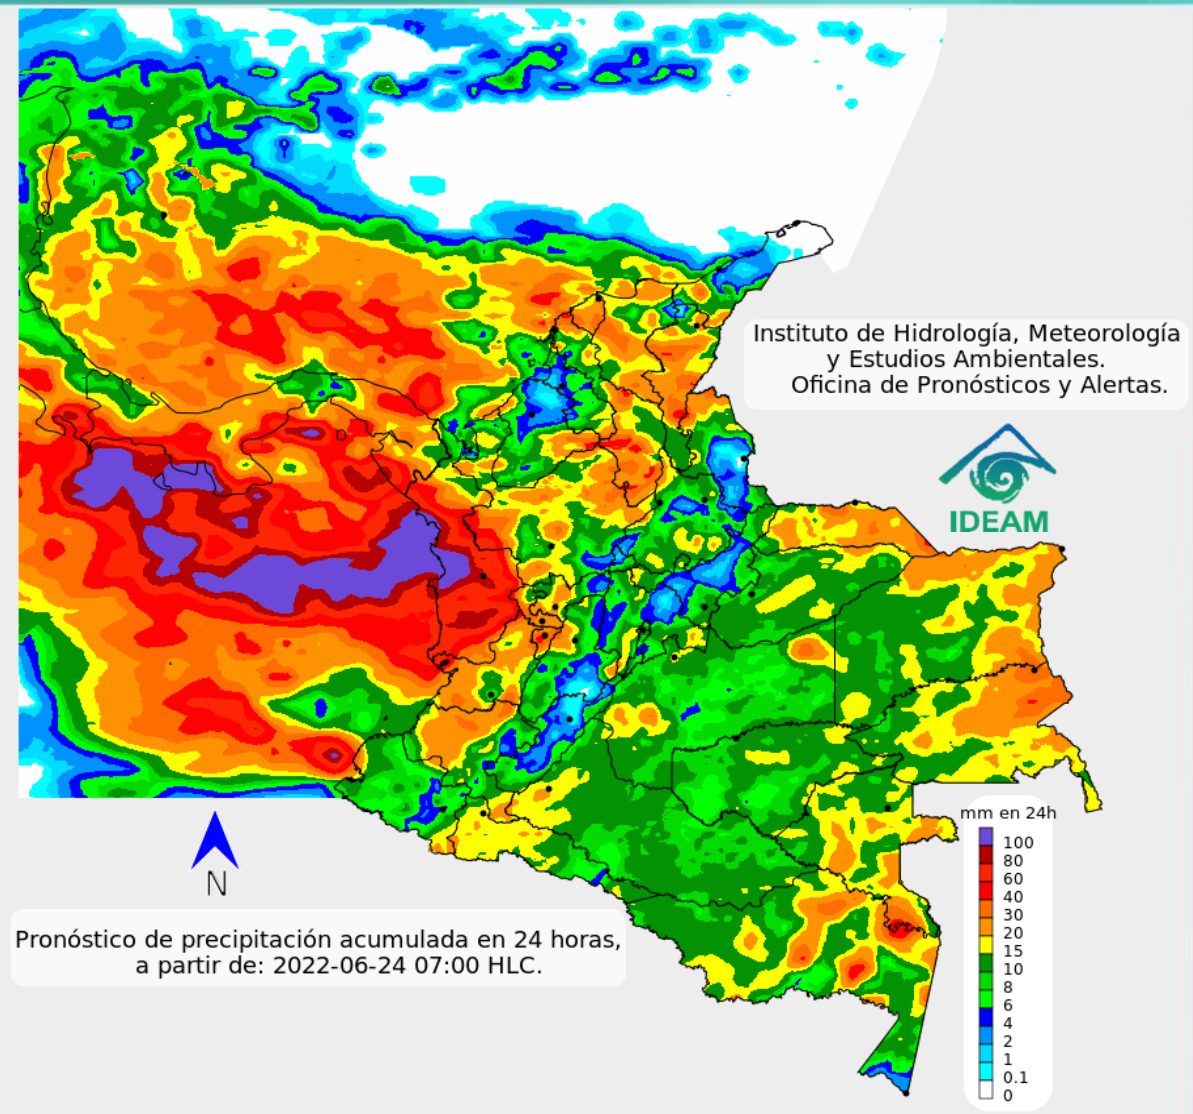 Instituto de Hidrología, Meteorología
y Estudios Ambientales.
Oficina de Pronósticos y Alertas.
IDEAM
mm en 24h
100
80
60
40
30
20
15
10
8
6
4
2
1
0.1
0
N
Pronóstico de precipitación acumulada en 24 horas,
a partir de: 2022-06-24 07:00 HLC.